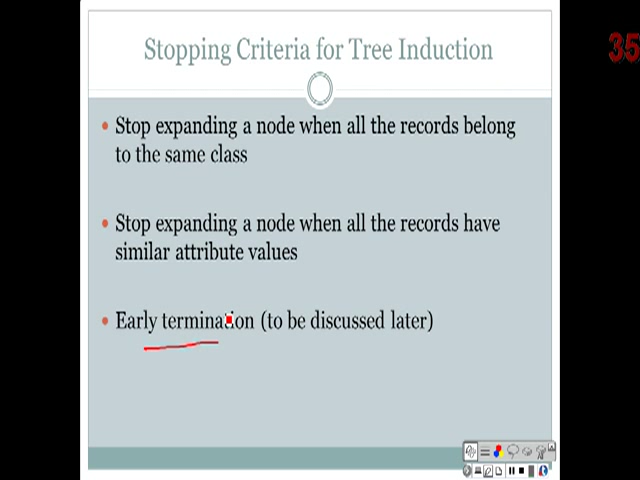 Stopping Criteria for Tree Induction
35
Stop expanding a node when all the records belong
to the same class
Stop expanding a node when all the records have
similar attribute values
Early termination (to be discussed later)